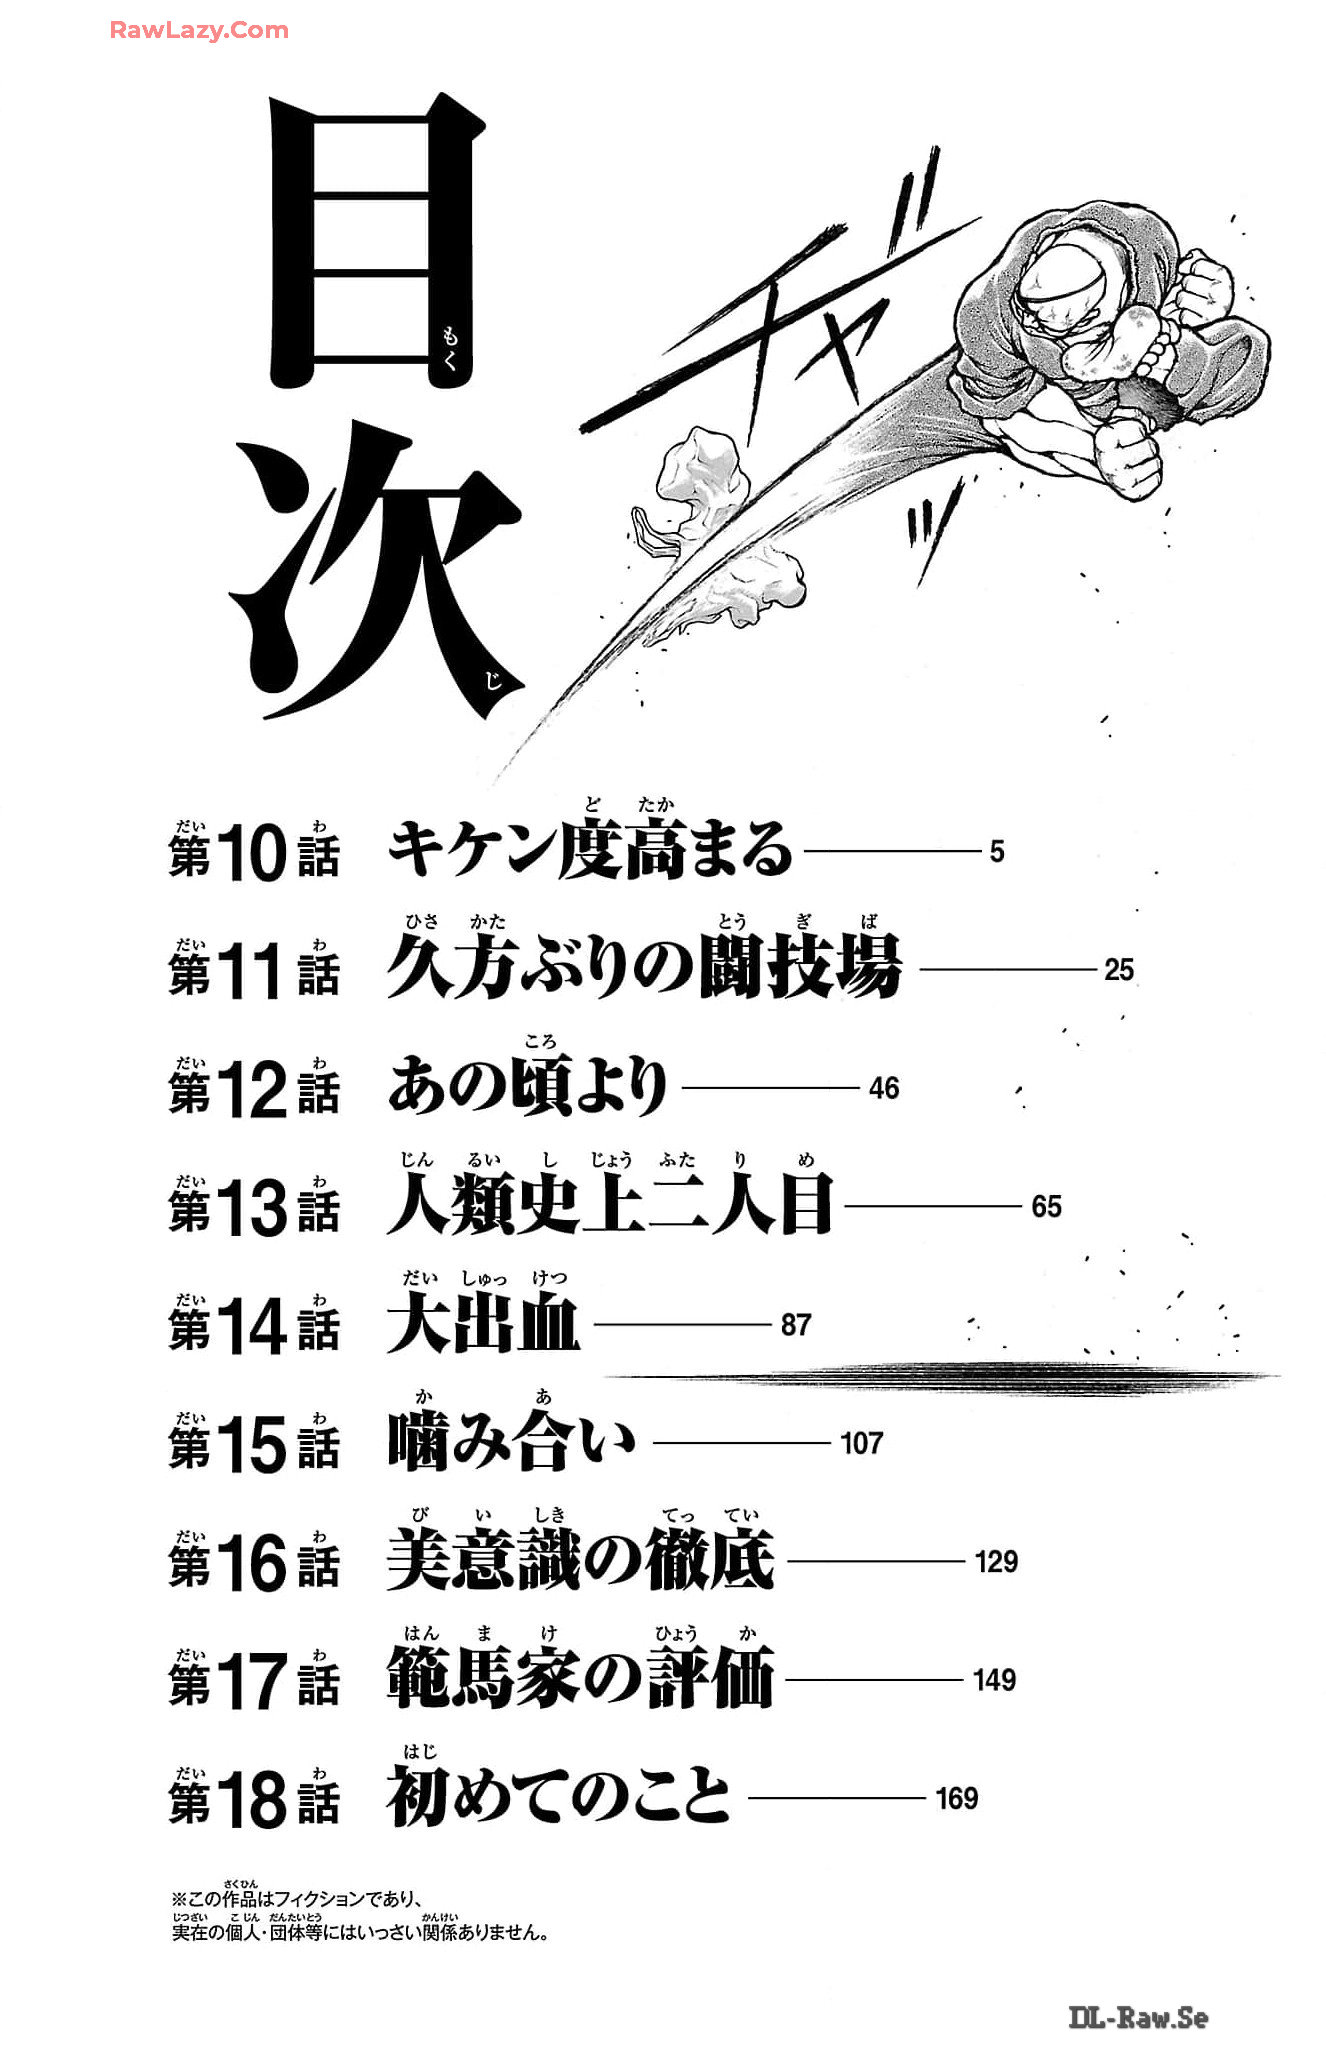 RawLazy.Com
目次
もくじ
ヂャッ
第10話 キケン度高まる 5
第11話 久方ぶりの闘技場 25
第12話 あの頃より 46
第13話 人類史上二人目 65
第14話 大出血 87
第15話 噛み合い 107
第16話 美意識の徹底 129
第17話 範馬家の評価 149
第18話 初めてのこと 169
※この作品はフィクションであり、
実在の個人・団体等にはいっさい関係ありません。
DL-Raw.Se